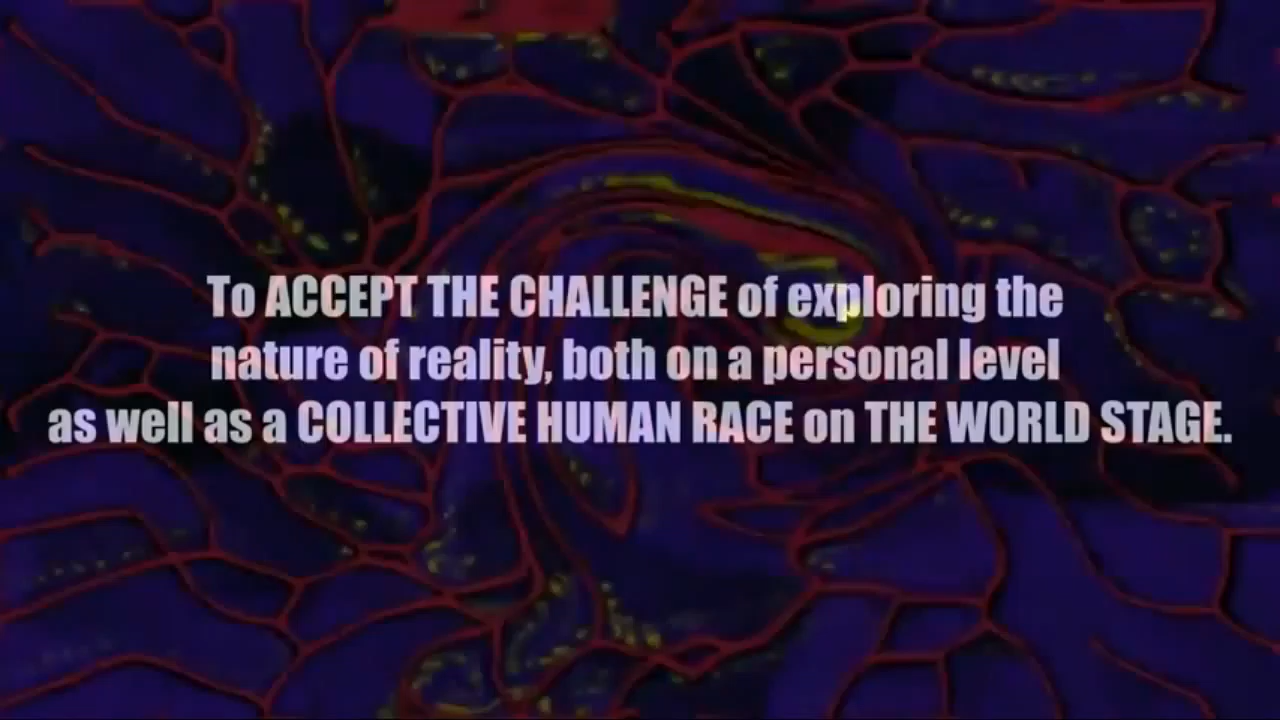 To ACCEPT THE CHALLENGE of exploring the
nature of reality, both on a personal level
as well as a COLLECTIVE HUMAN RACE on THE WORLD STAGE.